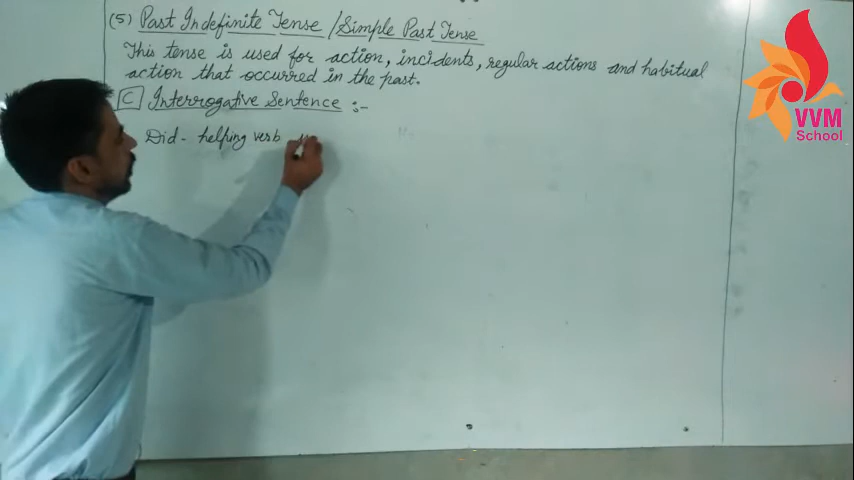 (5) Past Indefinite Tense / Simple Past Tense
This tense is used for action, incidents, regular actions and habitual
action that occurred in the past.
C Interrogative Sentence :-
Did - helping verb
VVM
School